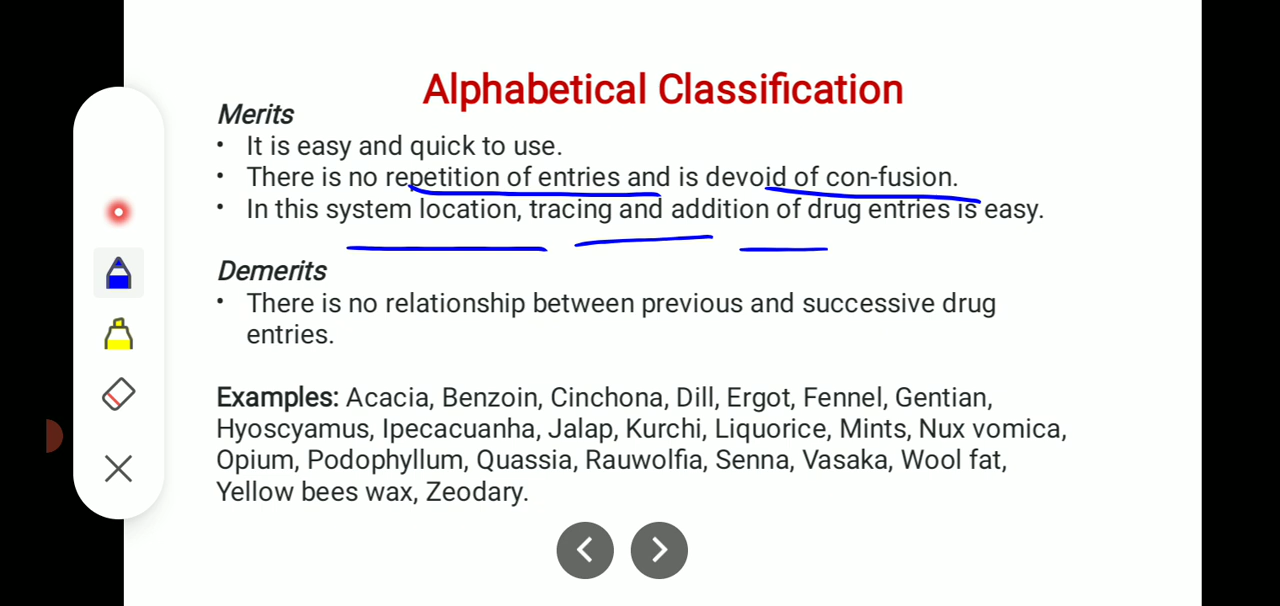 Alphabetical Classification
Merits
• It is easy and quick to use.
• There is no repetition of entries and is devoid of con-fusion.
• In this system location, tracing and addition of drug entries is easy.
Demerits
• There is no relationship between previous and successive drug
entries.
Examples: Acacia, Benzoin, Cinchona, Dill, Ergot, Fennel, Gentian,
Hyoscyamus, Ipecacuanha, Jalap, Kurchi, Liquorice, Mints, Nux vomica,
Opium, Podophyllum, Quassia, Rauwolfia, Senna, Vasaka, Wool fat,
Yellow bees wax, Zeodary.